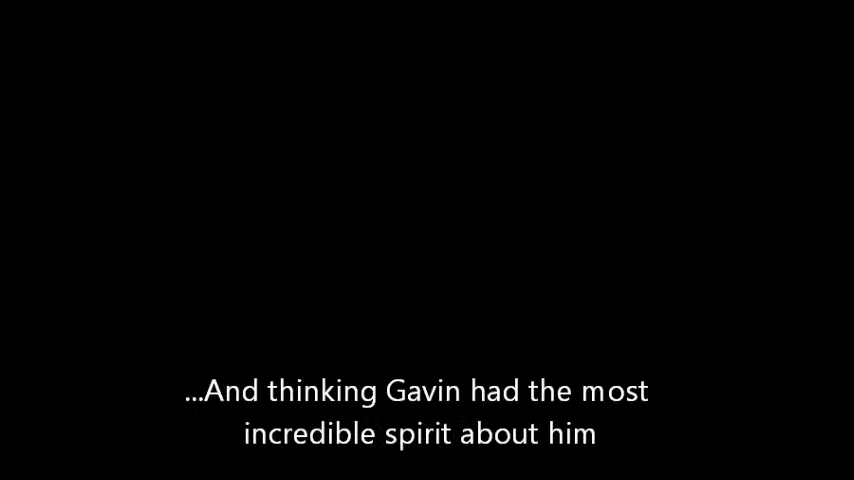 ...And thinking Gavin had the most
incredible spirit about him